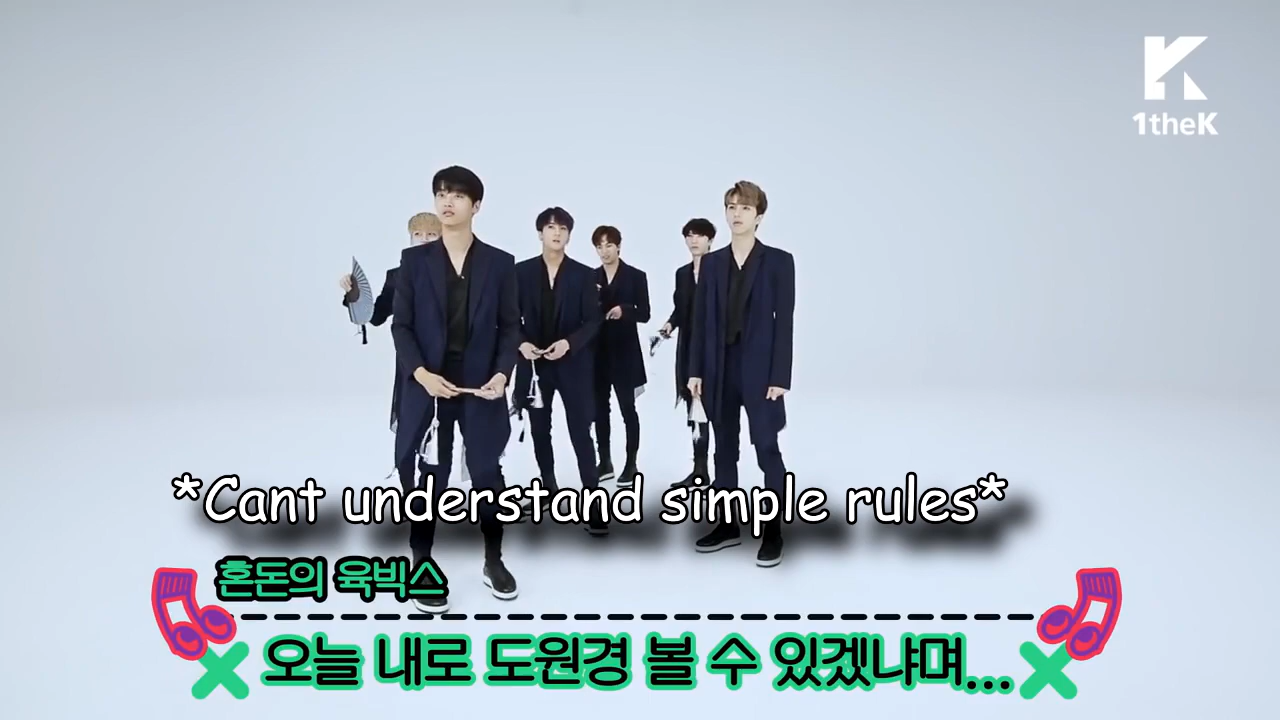 1theK
*Cant understand simple rules*
혼돈의 육빅스
오늘 내로 도원경 볼 수 있겠냐며...